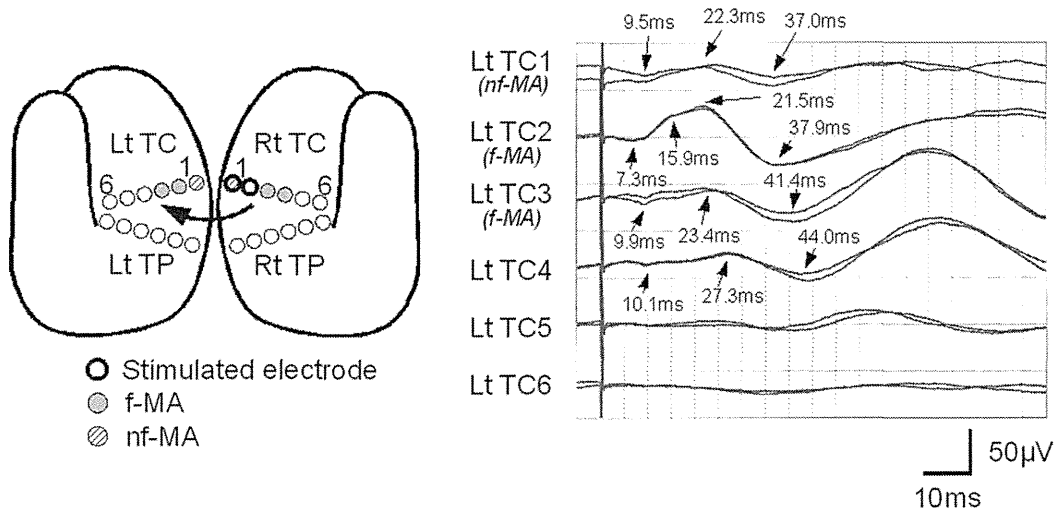 Lt TC
Rt TC
6
1
1
6
Lt TP
Rt TP
Stimulated electrode
f-MA
nf-MA
9.5ms
22.3ms
37.0ms
Lt TC1
(nf-MA)
21.5ms
Lt TC2
(f-MA)
37.9ms
15.9ms
7.3ms
41.4ms
Lt TC3
(f-MA)
9.9ms
23.4ms
44.0ms
Lt TC4
10.1ms
27.3ms
Lt TC5
Lt TC6
50μV
10ms